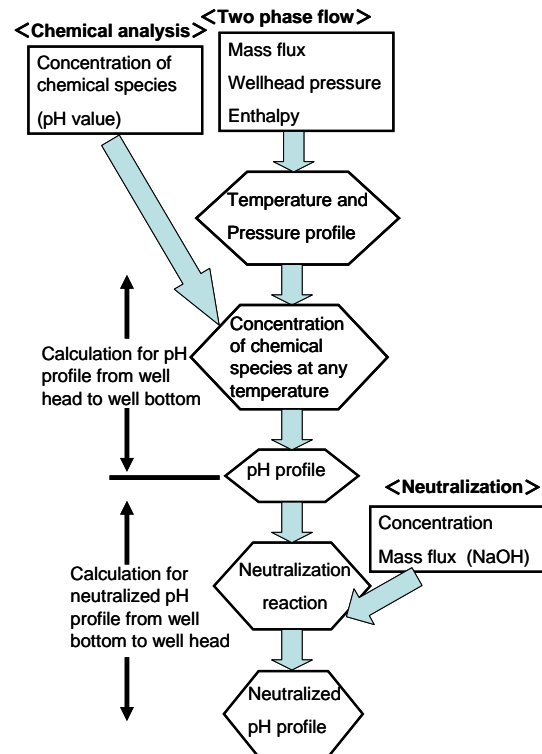 <Chemical analysis>
Concentration of
chemical species
(pH value)
<Two phase flow>
Mass flux
Wellhead pressure
Enthalpy
Temperature and
Pressure profile
Concentration
of chemical
species at any
temperature
Calculation for pH
profile from well
head to well bottom
pH profile
<Neutralization>
Concentration
Mass flux (NaOH)
Neutralization
reaction
Calculation for
neutralized pH
profile from well
bottom to well head
Neutralized
pH profile